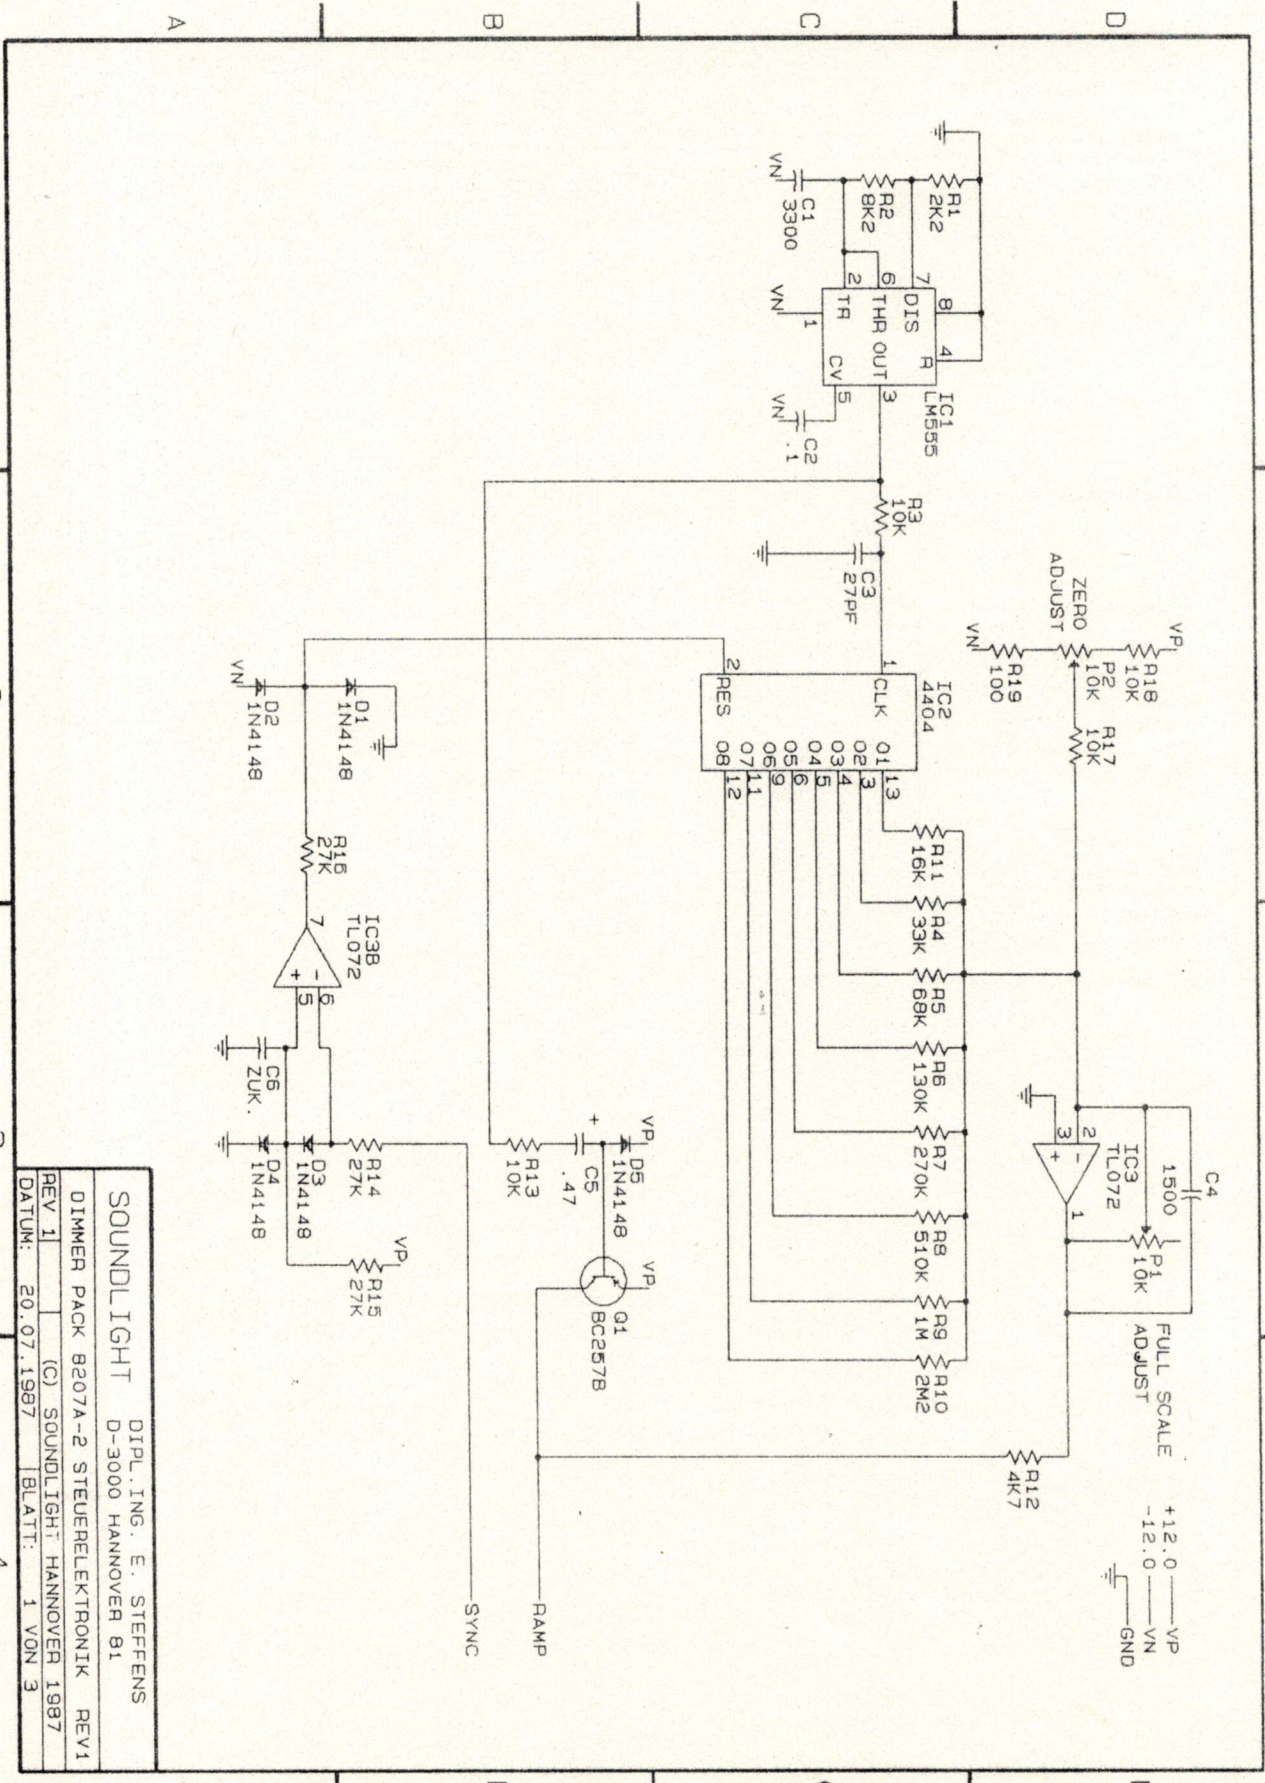 A
B
C
D
VN
C1
3300
R2
8K2
R1
2K2
2
6
7
8
4
TR
THR
DIS
R
OUT
CV
VN
1
5
3
IC1
LM555
VN
C2
.1
R3
10K
C3
27PF
ZERO
ADJUST
VP
R18
10K
P2
10K
R19
100
VN
R17
10K
IC2
4404
1
CLK
2
RES
O1
O2
O3
O4
O5
O6
O7
O8
13
3
4
5
6
9
11
12
R11
16K
R4
33K
R5
68K
R6
130K
R7
270K
R8
510K
R9
1M
R10
2M2
C4
1500
2
3
-
+
1
IC3
TL072
P1
10K
FULL SCALE
ADJUST
R12
4K7
+12.0 VP
-12.0 VN
GND
D1
1N4148
D2
1N4148
VN
R16
27K
IC3B
TL072
7
-
+
6
5
C6
ZUK.
D3
1N4148
D4
1N4148
R14
27K
VP
R15
27K
R13
10K
+
C5
.47
VP
D5
1N4148
VP
Q1
BC257B
RAMP
SYNC
SOUNDLIGHT DIPL.ING. E. STEFFENS
D-3000 HANNOVER 81
DIMMER PACK 8207A-2 STEUERELEKTRONIK REV1
REV 1 (C) SOUNDLIGHT HANNOVER 1987
DATUM: 20.07.1987 BLATT: 1 VON 3